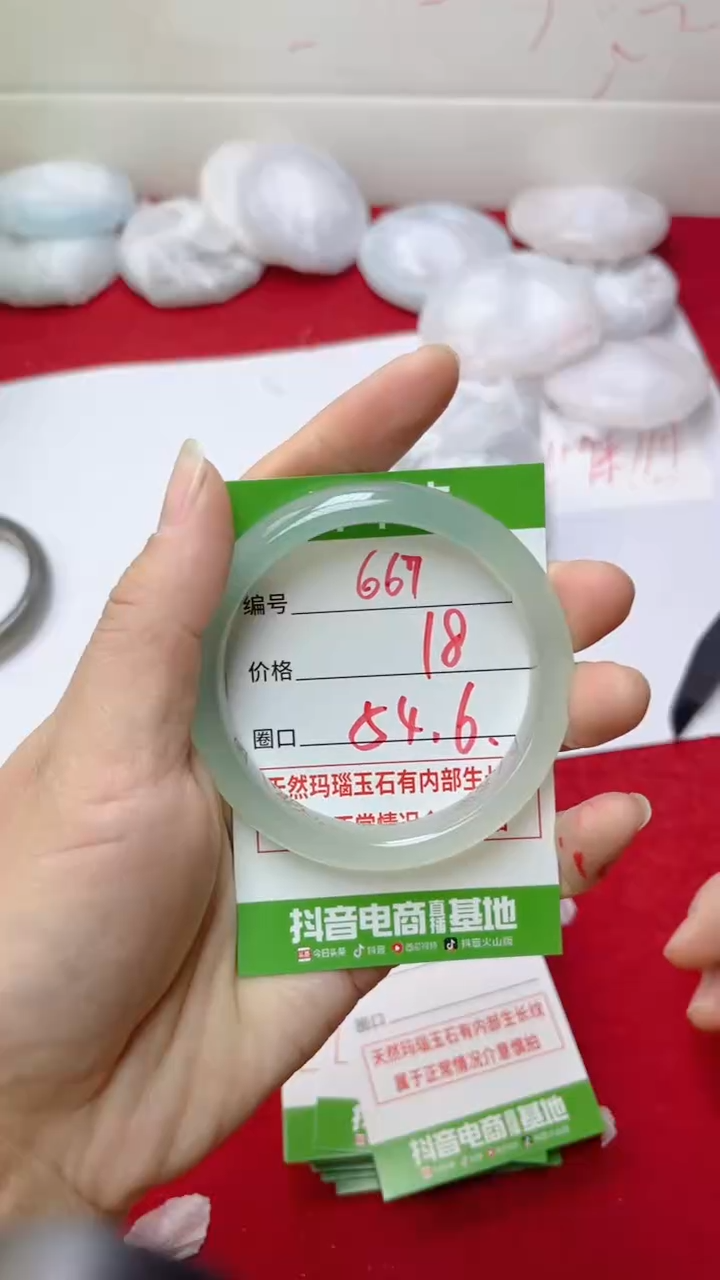 编号 667
价格 18
圈口 54.6.
天然玛瑙玉石有内部生长
抖音电商直播基地
今日头条 抖音 西瓜视频 抖音火山版
圈口
天然玛瑙玉石有内部生长纹
属于正常情况介意慎拍
抖音电商直播基地